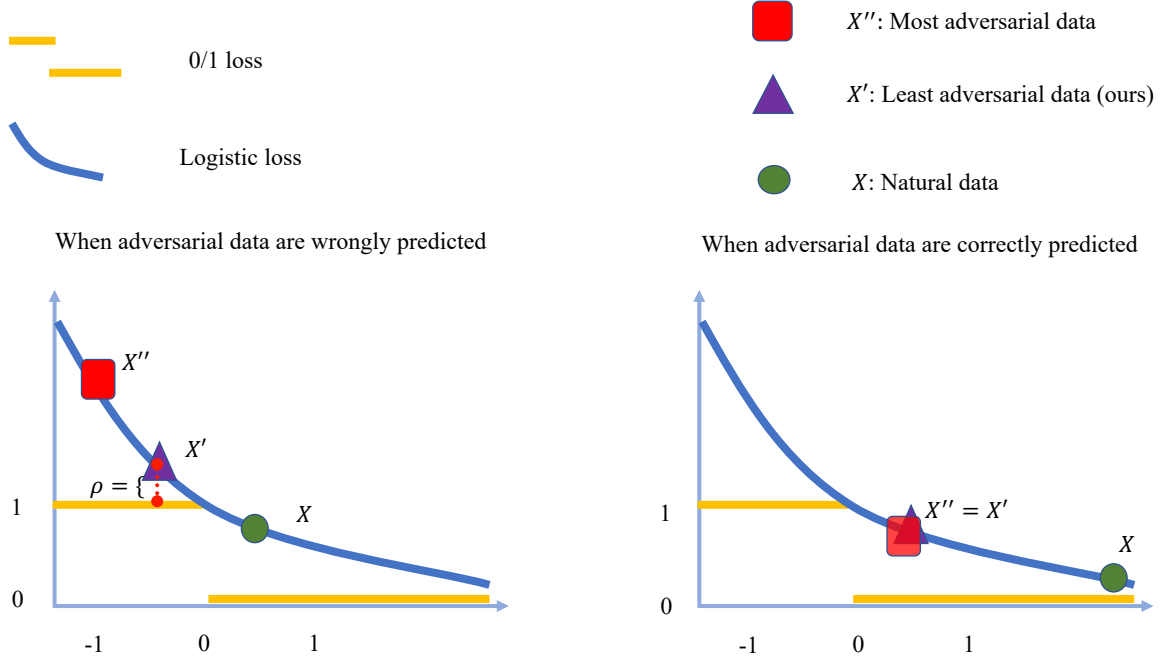 0/1 loss
Logistic loss
X′′: Most adversarial data
X′: Least adversarial data (ours)
X: Natural data
When adversarial data are wrongly predicted
X′′
X′
ρ = {
1
X
0
-1 0 1
When adversarial data are correctly predicted
1
X′′ = X′
X
0
-1 0 1